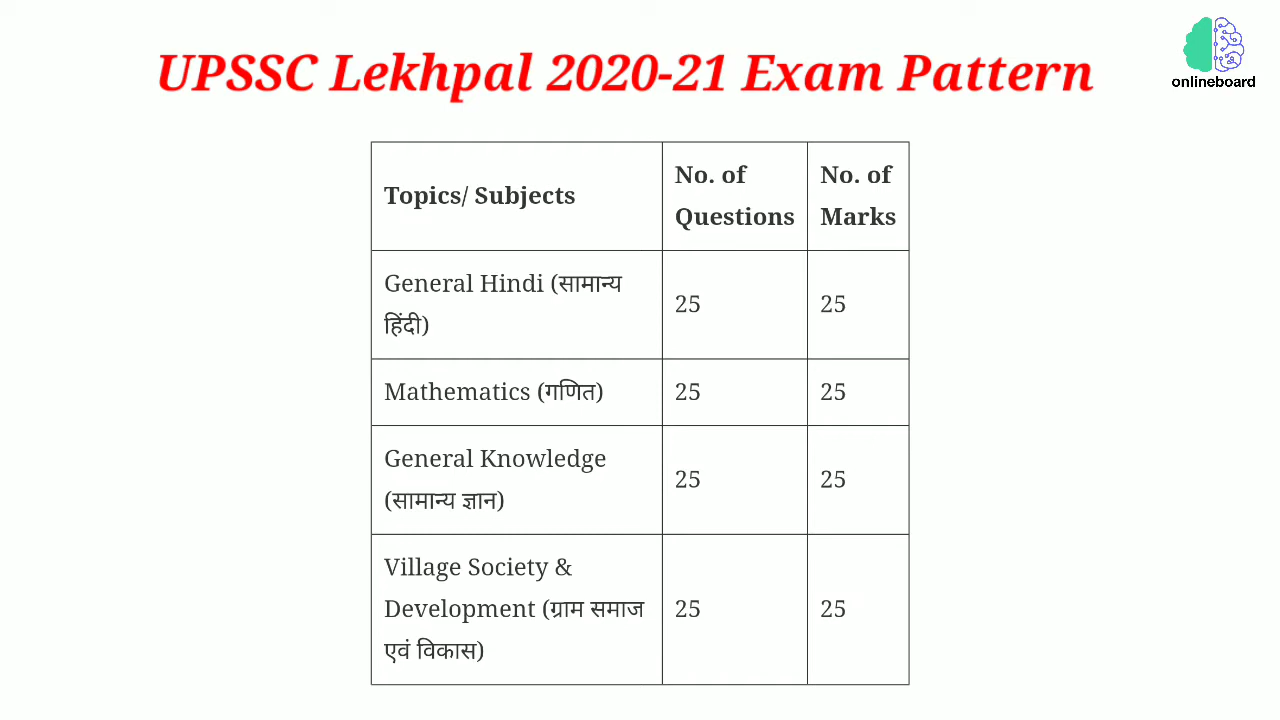 UPSSC Lekhpal 2020-21 Exam Pattern
onlineboard
Topics/ Subjects
No. of
Questions
No. of
Marks
General Hindi (सामान्य
हिंदी)
25
25
Mathematics (गणित)
25
25
General Knowledge
(सामान्य ज्ञान)
25
25
Village Society &
Development (ग्राम समाज
एवं विकास)
25
25